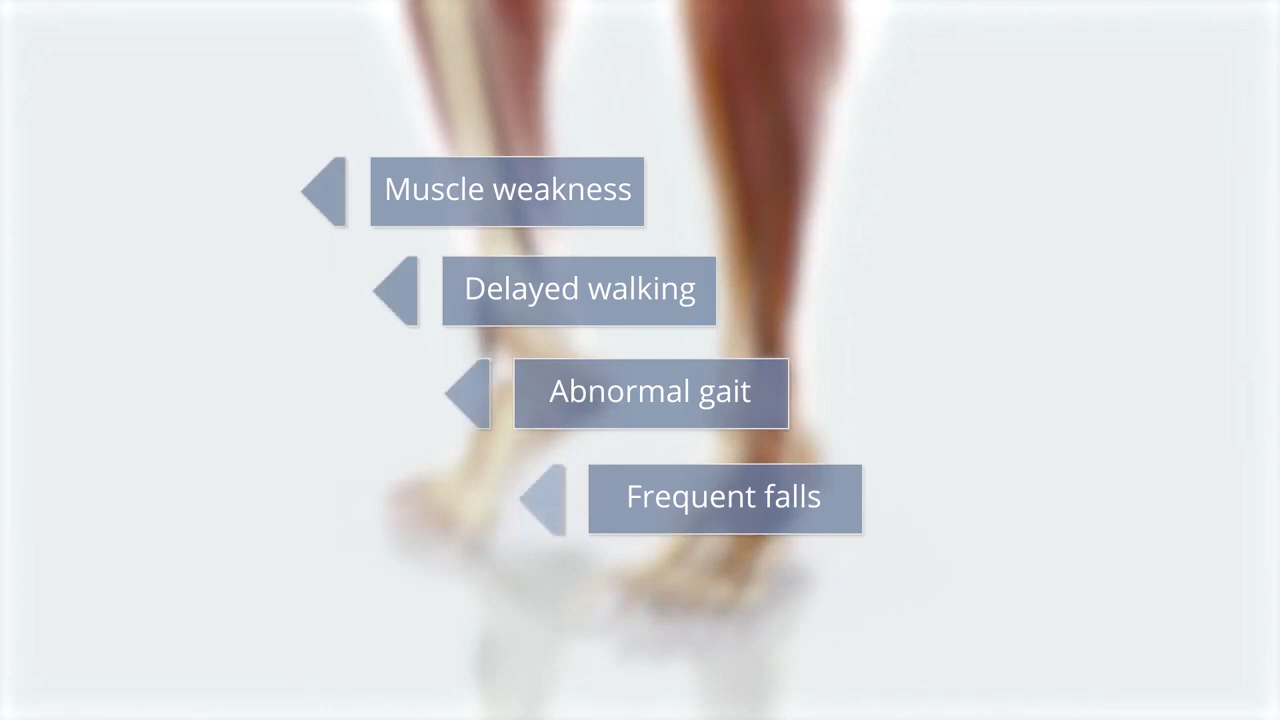 Muscle weakness
Delayed walking
Abnormal gait
Frequent falls